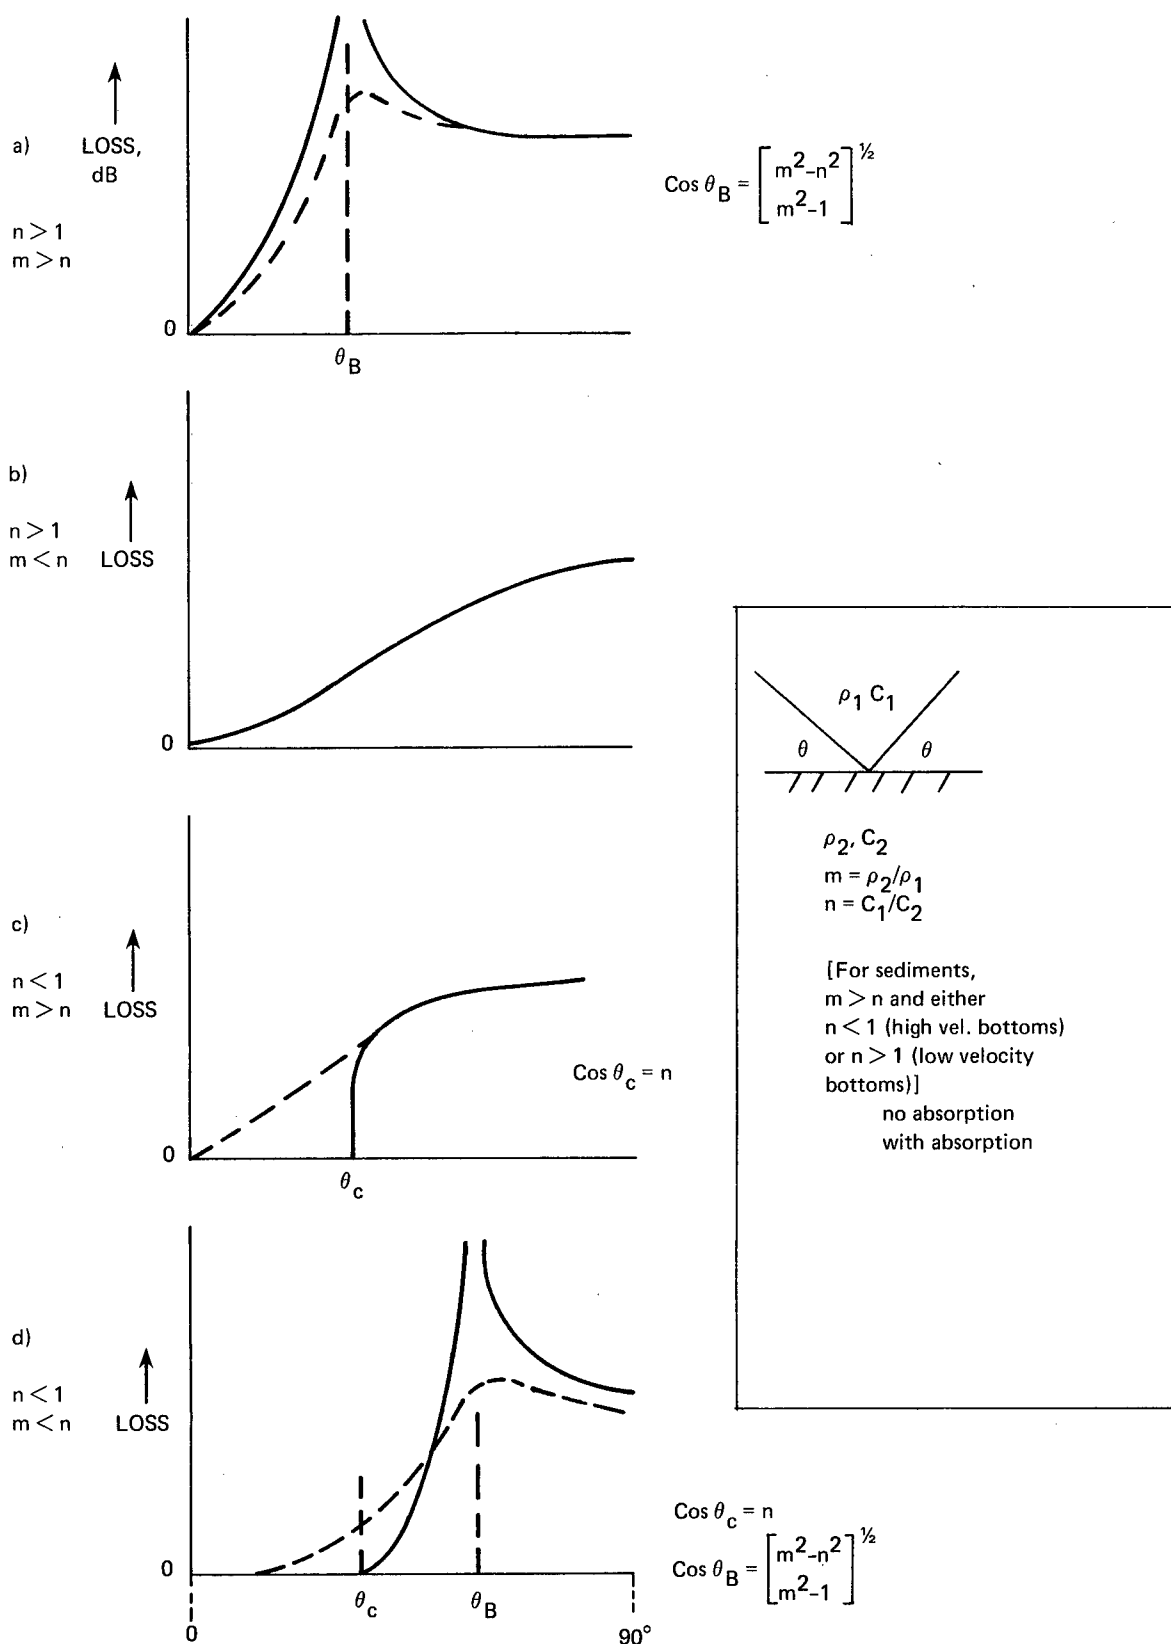 a)
LOSS,
dB
n > 1
m > n
0
θB
Cos θB = [m²-n² / m²-1]^½
b)
n > 1
m < n LOSS
0
c)
n < 1
m > n LOSS
0
θc
Cos θc = n
d)
n < 1
m < n LOSS
0
θc
θB
0
90°
Cos θc = n
Cos θB = [m²-n² / m²-1]^½
ρ1 C1
θ
θ
ρ2, C2
m = ρ2/ρ1
n = C1/C2
[For sediments,
m > n and either
n < 1 (high vel. bottoms)
or n > 1 (low velocity
bottoms)]
no absorption
with absorption